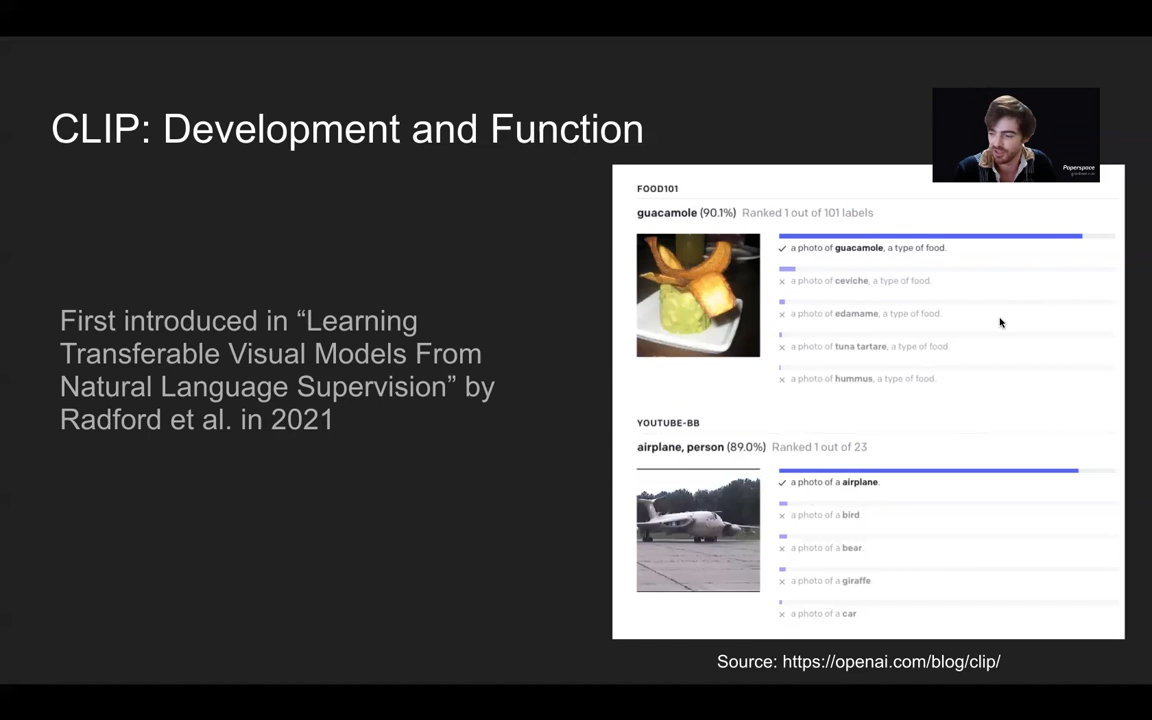 CLIP: Development and Function
Paperspace
First introduced in “Learning
Transferable Visual Models From
Natural Language Supervision” by
Radford et al. in 2021
FOOD101
guacamole (90.1%) Ranked 1 out of 101 labels
✓ a photo of guacamole, a type of food.
× a photo of ceviche, a type of food.
× a photo of edamame, a type of food.
× a photo of tuna tartare, a type of food.
× a photo of hummus, a type of food.
YOUTUBE-BB
airplane, person (89.0%) Ranked 1 out of 23
✓ a photo of a airplane.
× a photo of a bird.
× a photo of a bear.
× a photo of a giraffe.
× a photo of a car
Source: https://openai.com/blog/clip/